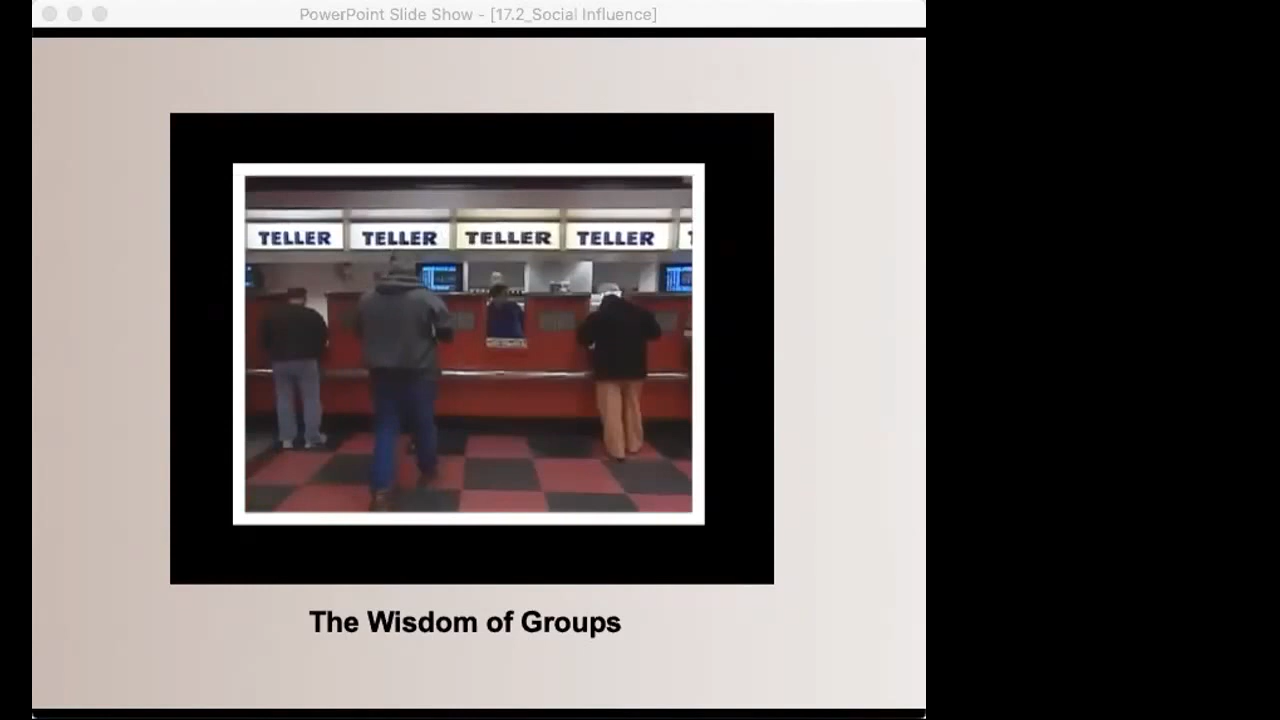 PowerPoint Slide Show - [17.2_Social Influence]
TELLER TELLER TELLER TELLER
The Wisdom of Groups